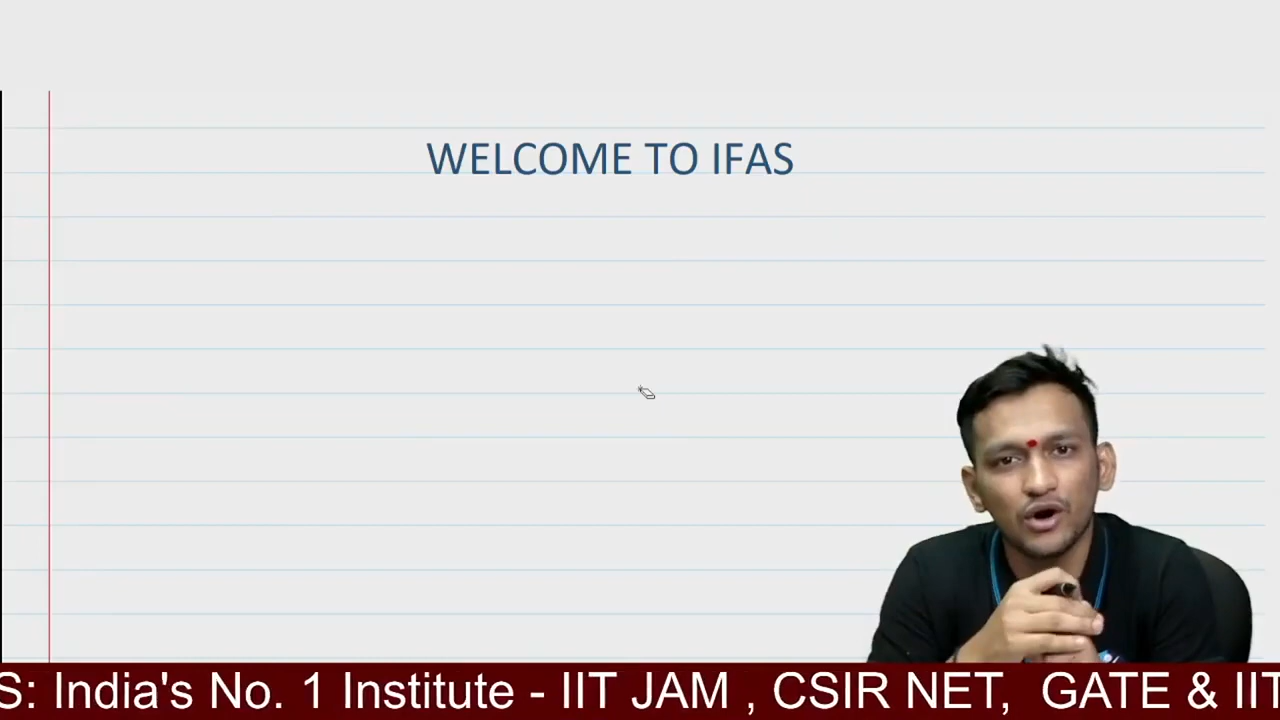 WELCOME TO IFAS
S: India's No. 1 Institute - IIT JAM , CSIR NET, GATE & IIT